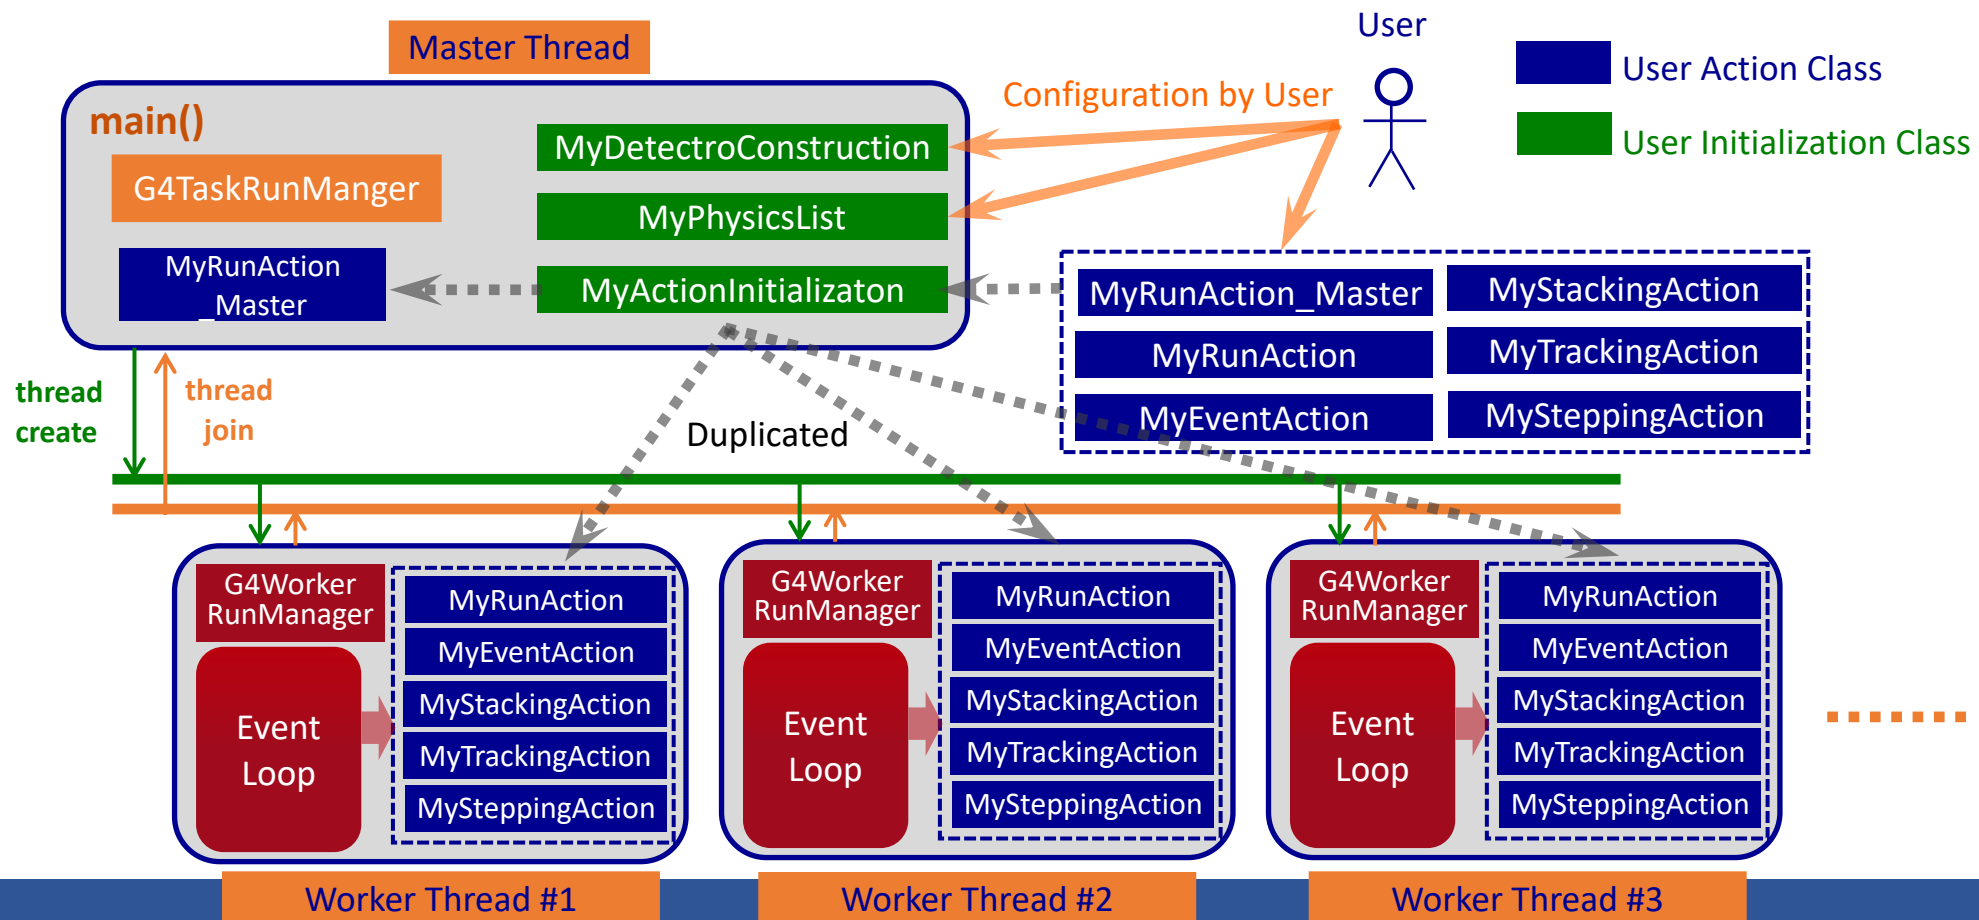 Master Thread
User
User Action Class
User Initialization Class
Configuration by User
main()
G4TaskRunManger
MyRunAction
_Master
MyDetectroConstruction
MyPhysicsList
MyActionInitializaton
MyRunAction_Master
MyRunAction
MyEventAction
MyStackingAction
MyTrackingAction
MySteppingAction
thread
create
thread
join
Duplicated
G4Worker
RunManager
Event
Loop
MyRunAction
MyEventAction
MyStackingAction
MyTrackingAction
MySteppingAction
G4Worker
RunManager
Event
Loop
MyRunAction
MyEventAction
MyStackingAction
MyTrackingAction
MySteppingAction
G4Worker
RunManager
Event
Loop
MyRunAction
MyEventAction
MyStackingAction
MyTrackingAction
MySteppingAction
Worker Thread #1
Worker Thread #2
Worker Thread #3